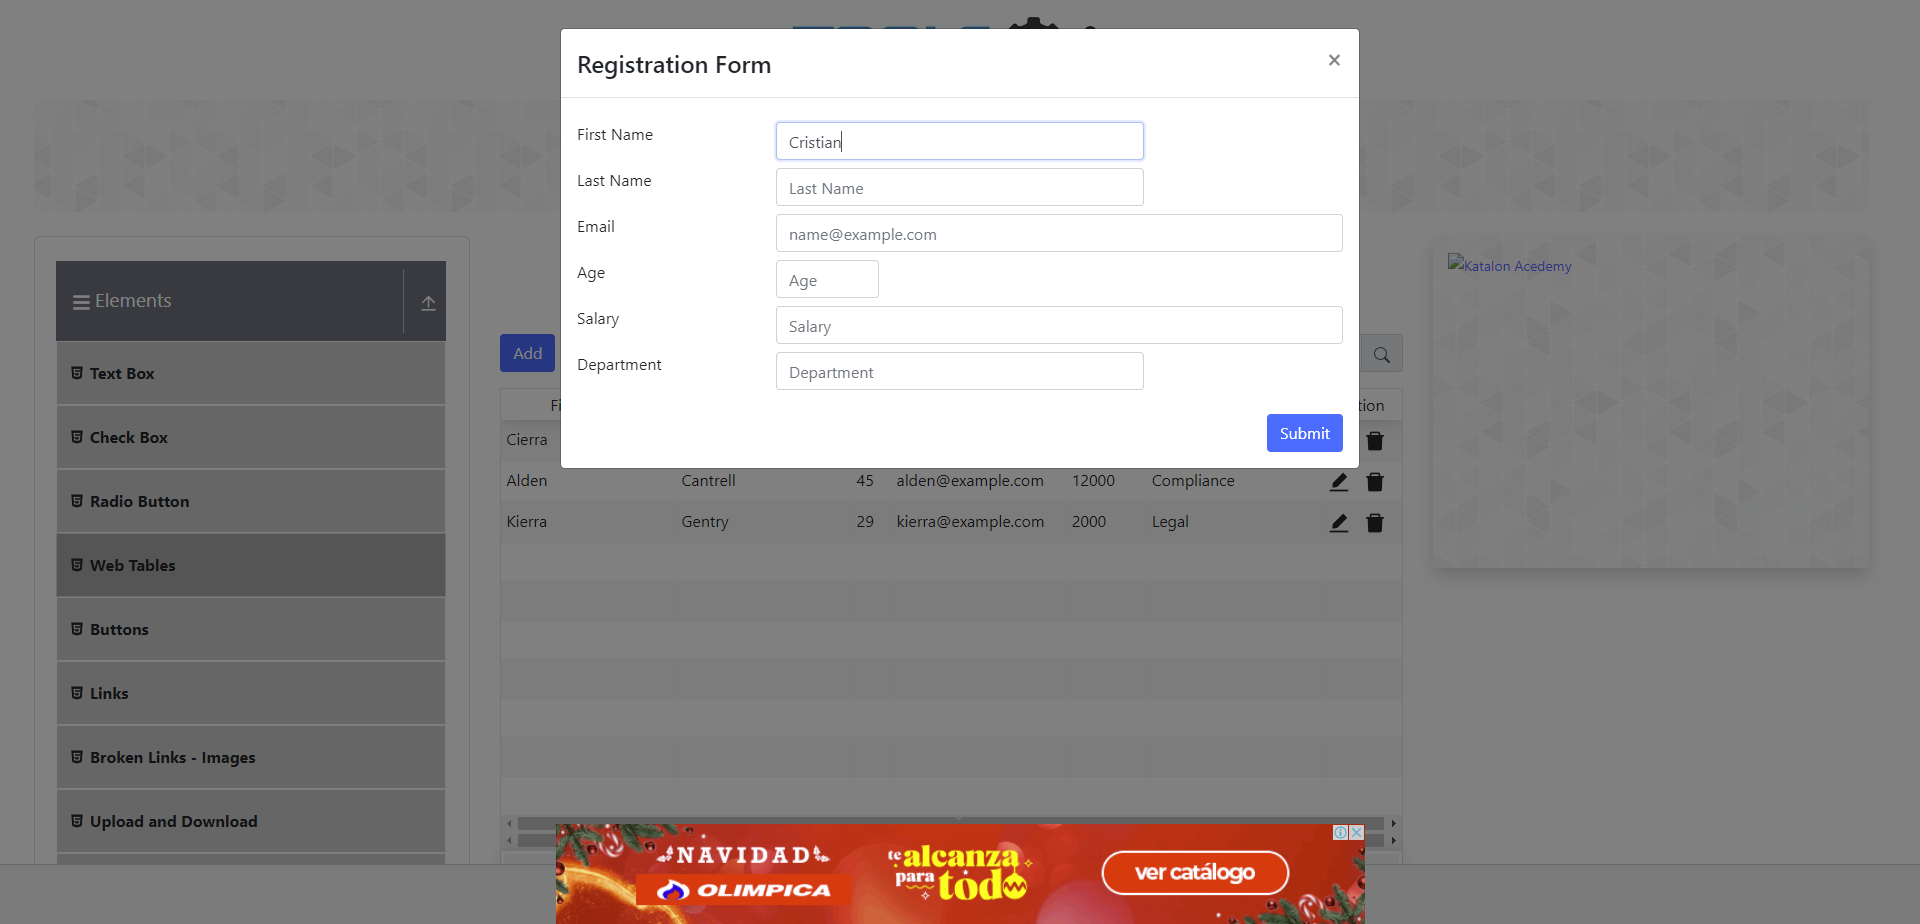 Registration Form
×
First Name
Cristian
Last Name
Last Name
Email
name@example.com
Age
Age
Salary
Salary
Department
Department
Submit
Elements
Text Box
Check Box
Radio Button
Web Tables
Buttons
Links
Broken Links - Images
Upload and Download
Add
Cierra
Alden Cantrell 45 alden@example.com 12000 Compliance
Kierra Gentry 29 kierra@example.com 2000 Legal
Katalon Acedemy
NAVIDAD
OLIMPICA
te
alcanza
para
todo
ver catálogo